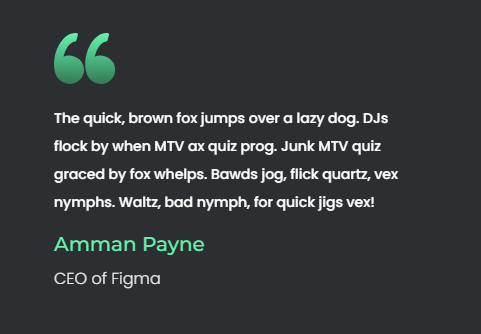 “
The quick, brown fox jumps over a lazy dog. DJs
flock by when MTV ax quiz prog. Junk MTV quiz
graced by fox whelps. Bawds jog, flick quartz, vex
nymphs. Waltz, bad nymph, for quick jigs vex!
Amman Payne
CEO of Figma